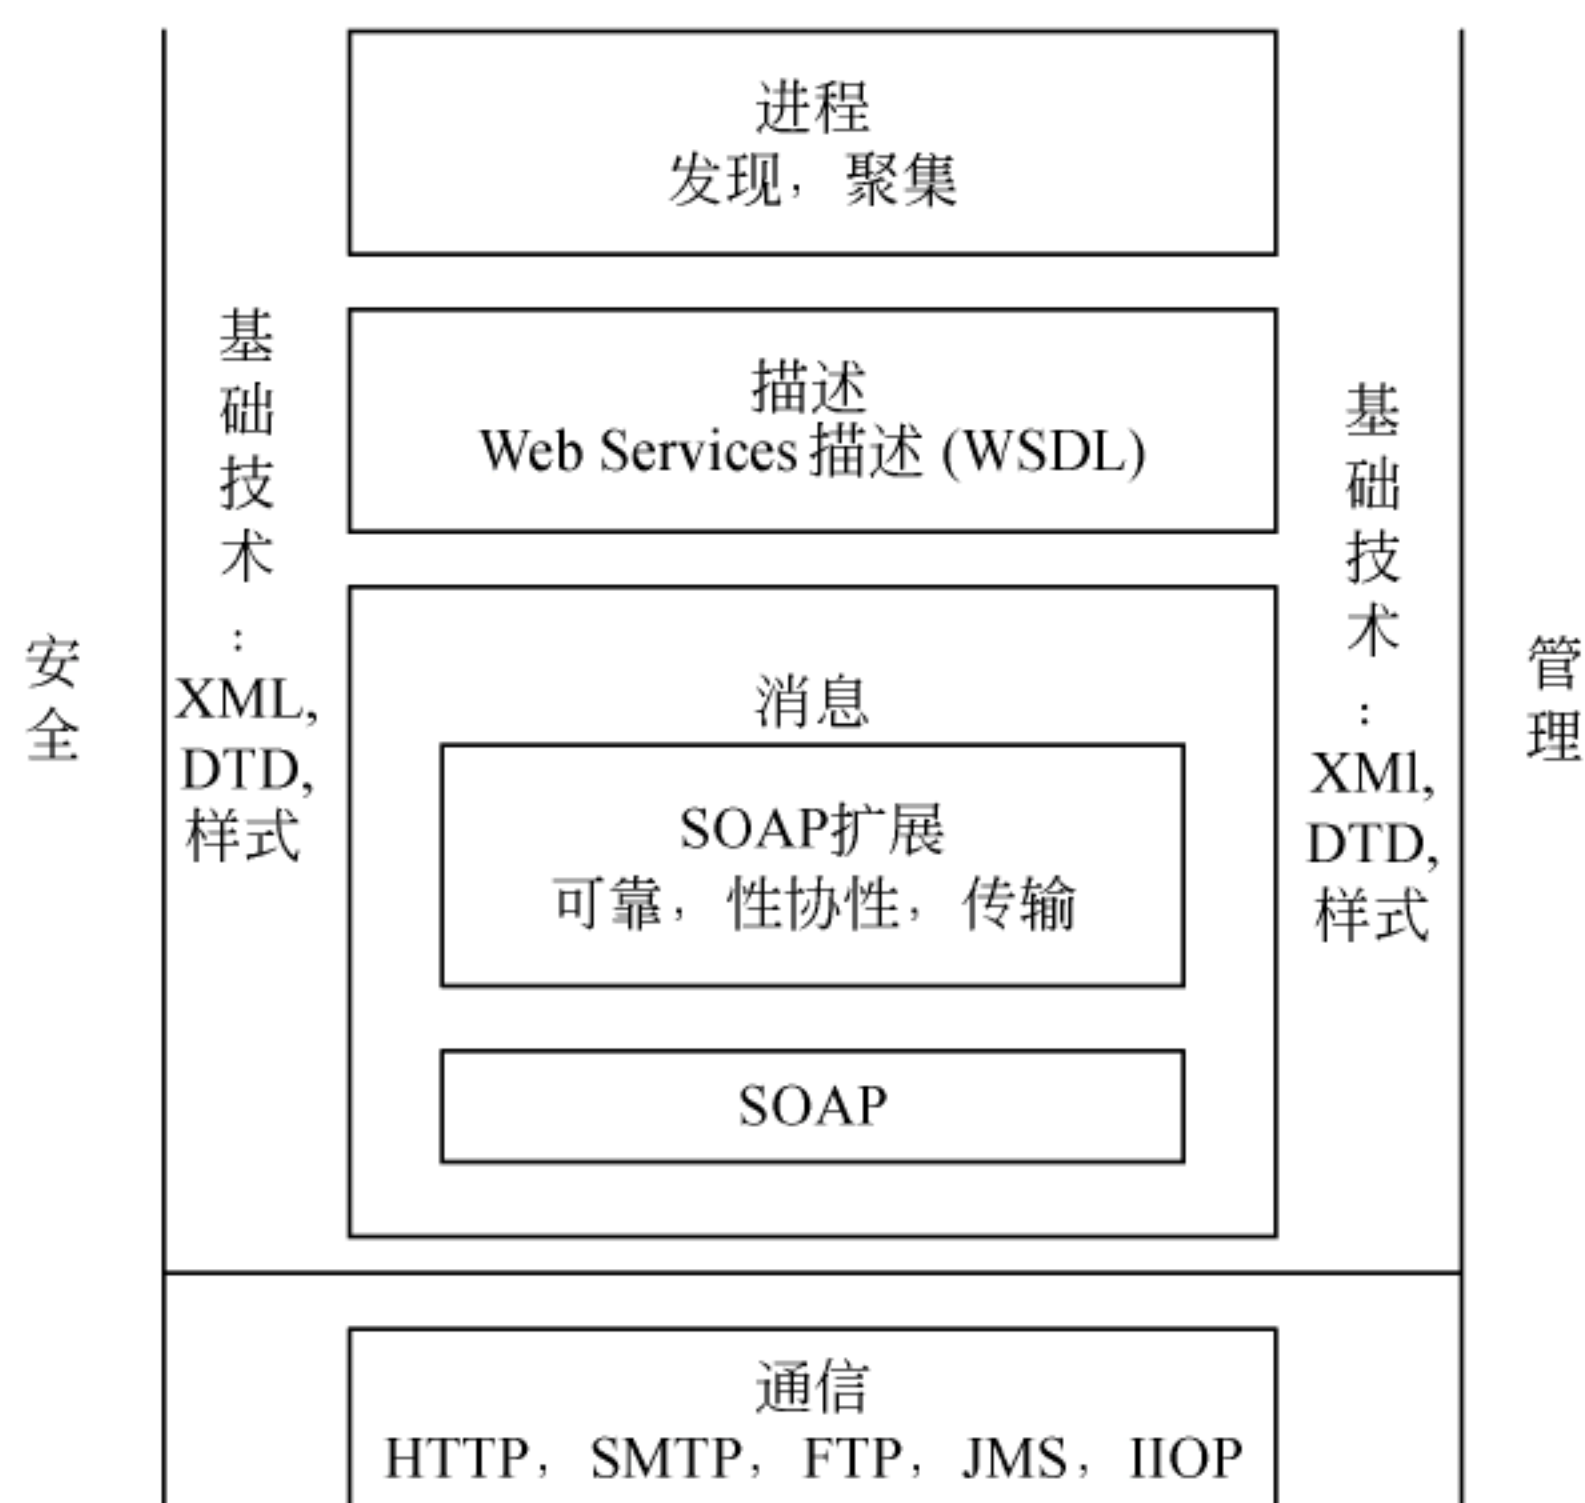 进程
发现，聚集
描述
Web Services 描述 (WSDL)
基础技术：
XML,
DTD,
样式
安全
消息
SOAP扩展
可靠，性协性，传输
SOAP
基础技术：
XMl,
DTD,
样式
管理
通信
HTTP，SMTP，FTP，JMS，IIOP